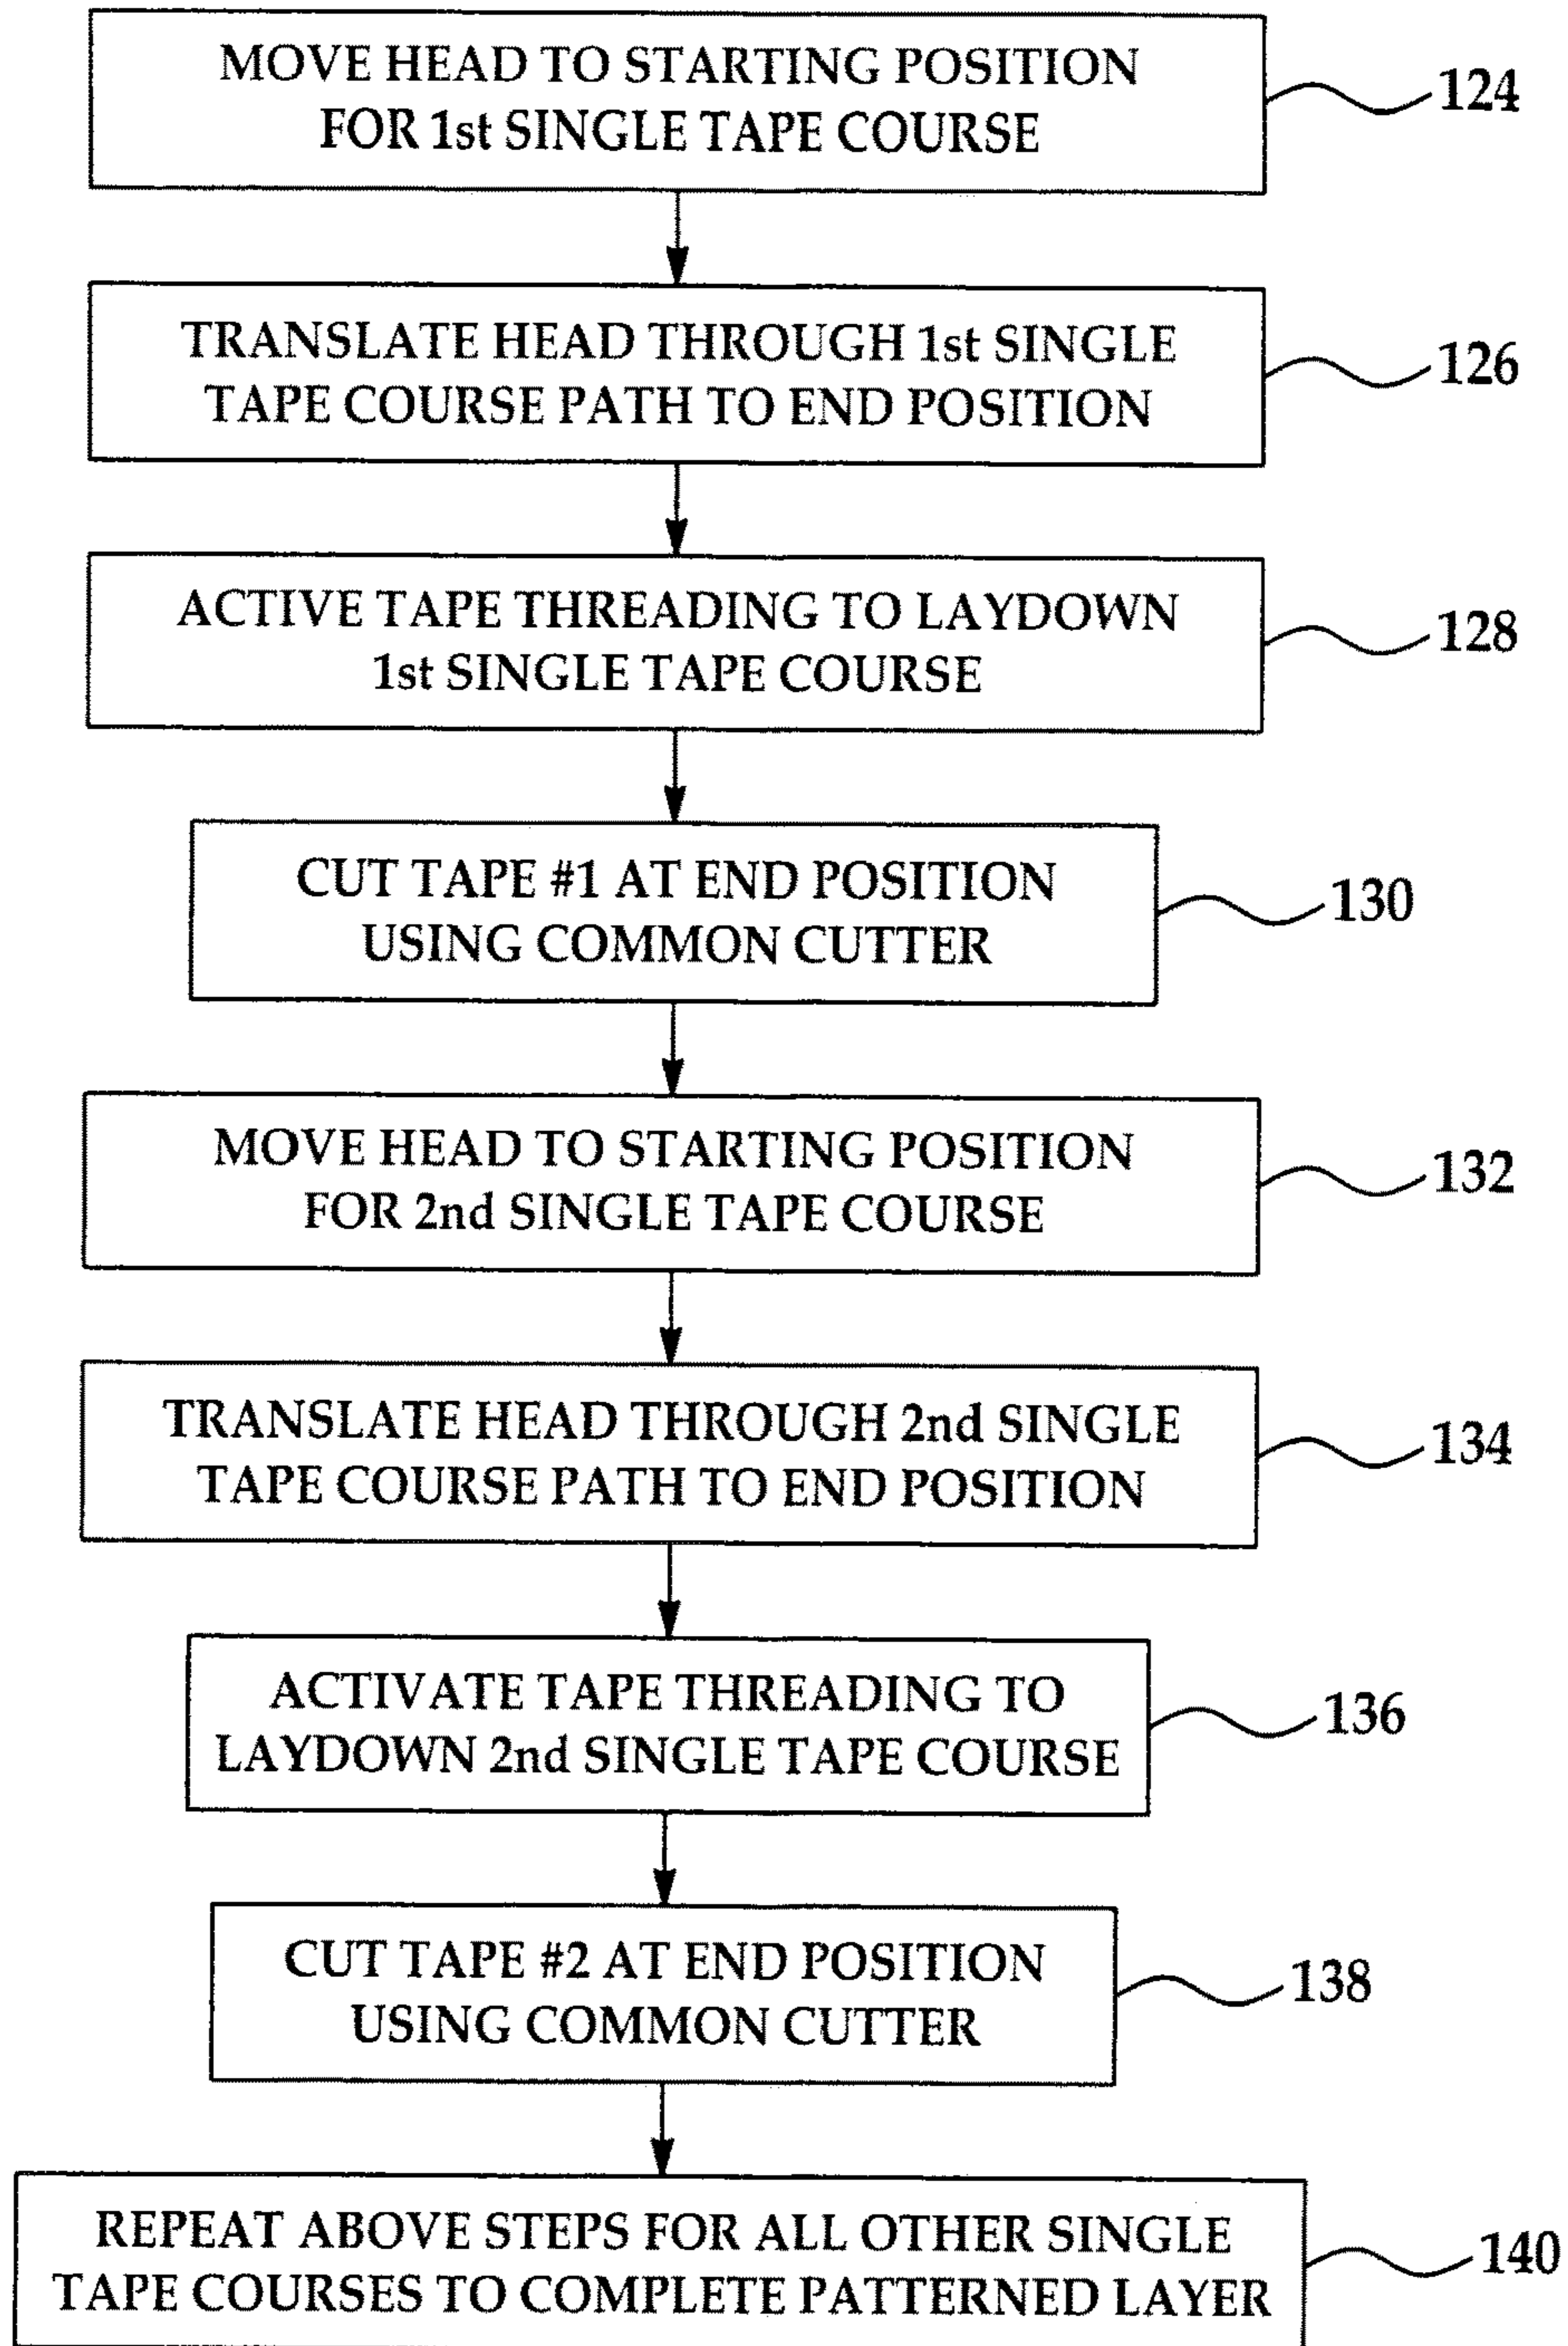 MOVE HEAD TO STARTING POSITION
FOR 1st SINGLE TAPE COURSE
124
TRANSLATE HEAD THROUGH 1st SINGLE
TAPE COURSE PATH TO END POSITION
126
ACTIVE TAPE THREADING TO LAYDOWN
1st SINGLE TAPE COURSE
128
CUT TAPE #1 AT END POSITION
USING COMMON CUTTER
130
MOVE HEAD TO STARTING POSITION
FOR 2nd SINGLE TAPE COURSE
132
TRANSLATE HEAD THROUGH 2nd SINGLE
TAPE COURSE PATH TO END POSITION
134
ACTIVATE TAPE THREADING TO
LAYDOWN 2nd SINGLE TAPE COURSE
136
CUT TAPE #2 AT END POSITION
USING COMMON CUTTER
138
REPEAT ABOVE STEPS FOR ALL OTHER SINGLE
TAPE COURSES TO COMPLETE PATTERNED LAYER
140